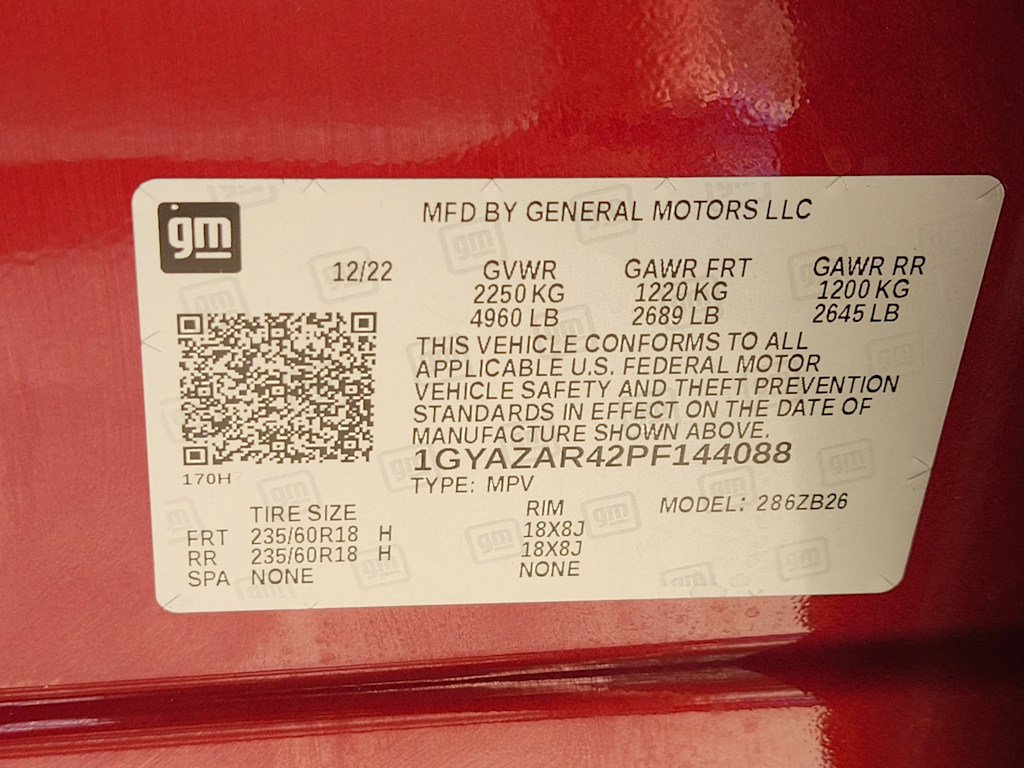 gm
MFD BY GENERAL MOTORS LLC
12/22 GVWR GAWR FRT GAWR RR
2250 KG 1220 KG 1200 KG
4960 LB 2689 LB 2645 LB
THIS VEHICLE CONFORMS TO ALL
APPLICABLE U.S. FEDERAL MOTOR
VEHICLE SAFETY AND THEFT PREVENTION
STANDARDS IN EFFECT ON THE DATE OF
MANUFACTURE SHOWN ABOVE.
1GYAZAR42PF144088
170H
TYPE: MPV
TIRE SIZE RIM MODEL: 286ZB26
FRT 235/60R18 H 18X8J
RR 235/60R18 H 18X8J
SPA NONE NONE